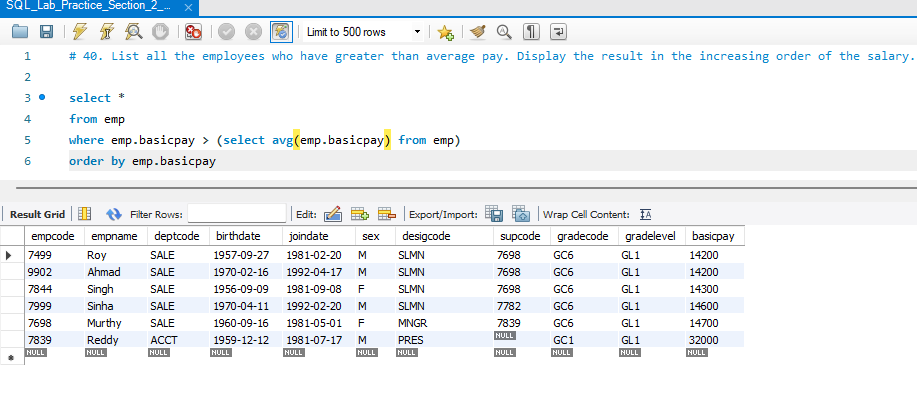 SQL_Lab_Practice_Section_2_...
Limit to 500 rows
1 # 40. List all the employees who have greater than average pay. Display the result in the increasing order of the salary.
2
3 select *
4 from emp
5 where emp.basicpay > (select avg(emp.basicpay) from emp)
6 order by emp.basicpay
Result Grid Filter Rows: Edit: Export/Import: Wrap Cell Content: IA
empcode empname deptcode birthdate joindate sex desigcode supcode gradecode gradelevel basicpay
7499 Roy SALE 1957-09-27 1981-02-20 M SLMN 7698 GC6 GL1 14200
9902 Ahmad SALE 1970-02-16 1992-04-17 M SLMN 7698 GC6 GL1 14200
7844 Singh SALE 1956-09-09 1981-09-08 F SLMN 7698 GC6 GL1 14300
7999 Sinha SALE 1970-04-11 1992-02-20 M SLMN 7782 GC6 GL1 14600
7698 Murthy SALE 1960-09-16 1981-05-01 F MNGR 7839 GC6 GL1 14700
7839 Reddy ACCT 1959-12-12 1981-07-17 M PRES NULL GC1 GL1 32000
NULL NULL NULL NULL NULL NULL NULL NULL NULL NULL NULL